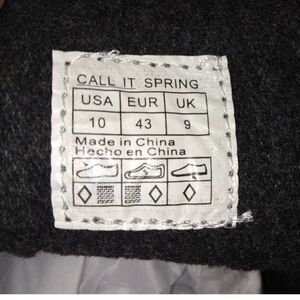 CALL IT SPRING
USA EUR UK
10 43 9
Made in China
Hecho en China